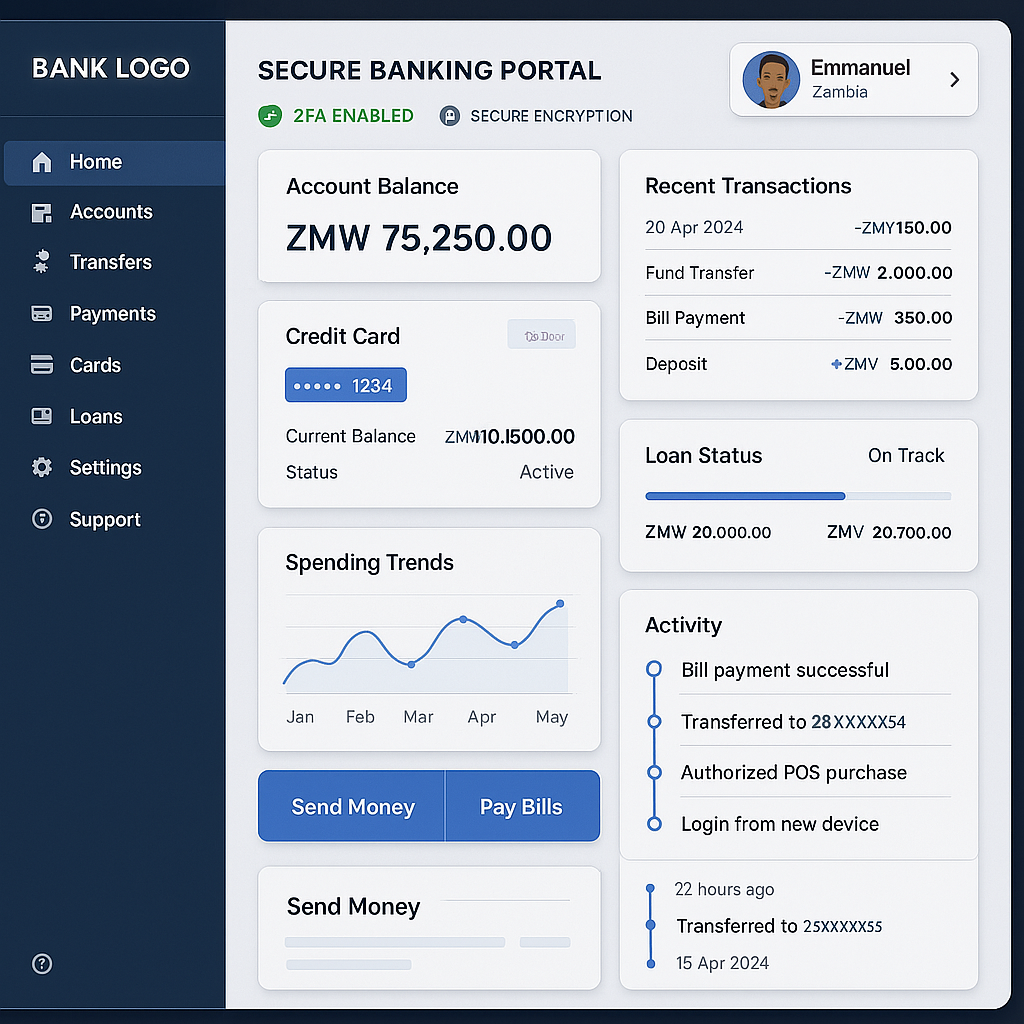 BANK LOGO
Home
Accounts
Transfers
Payments
Cards
Loans
Settings
Support
SECURE BANKING PORTAL
2FA ENABLED
SECURE ENCRYPTION
Emmanuel
Zambia
Account Balance
ZMW 75,250.00
Credit Card
••••• 1234
Current Balance
Status Active
Spending Trends
Jan Feb Mar Apr May
Send Money Pay Bills
Send Money
Recent Transactions
20 Apr 2024 -ZMY150.00
Fund Transfer -ZMW 2.000.00
Bill Payment -ZMW 350.00
Deposit +ZMV 5.00.00
Loan Status On Track
ZMW 20.000.00 ZMV 20.700.00
Activity
Bill payment successful
Transferred to 28XXXXX54
Authorized POS purchase
Login from new device
22 hours ago
Transferred to 25XXXXX55
15 Apr 2024